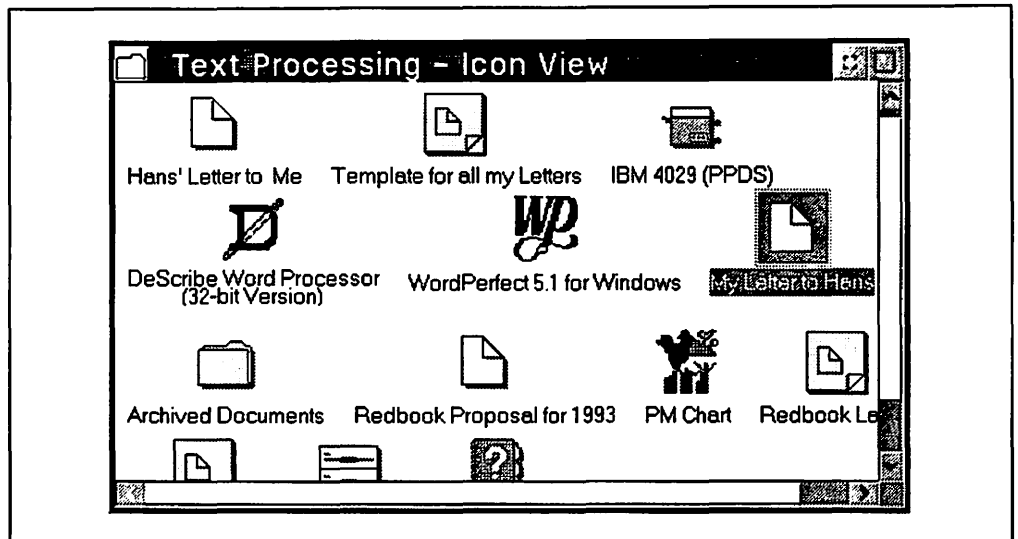 Text Processing - Icon View
Hans' Letter to Me Template for all my Letters IBM 4029 (PPDS)
DeScribe Word Processor
(32-bit Version)
WordPerfect 5.1 for Windows My Letter to Hans
Archived Documents Redbook Proposal for 1993 PM Chart Redbook Le